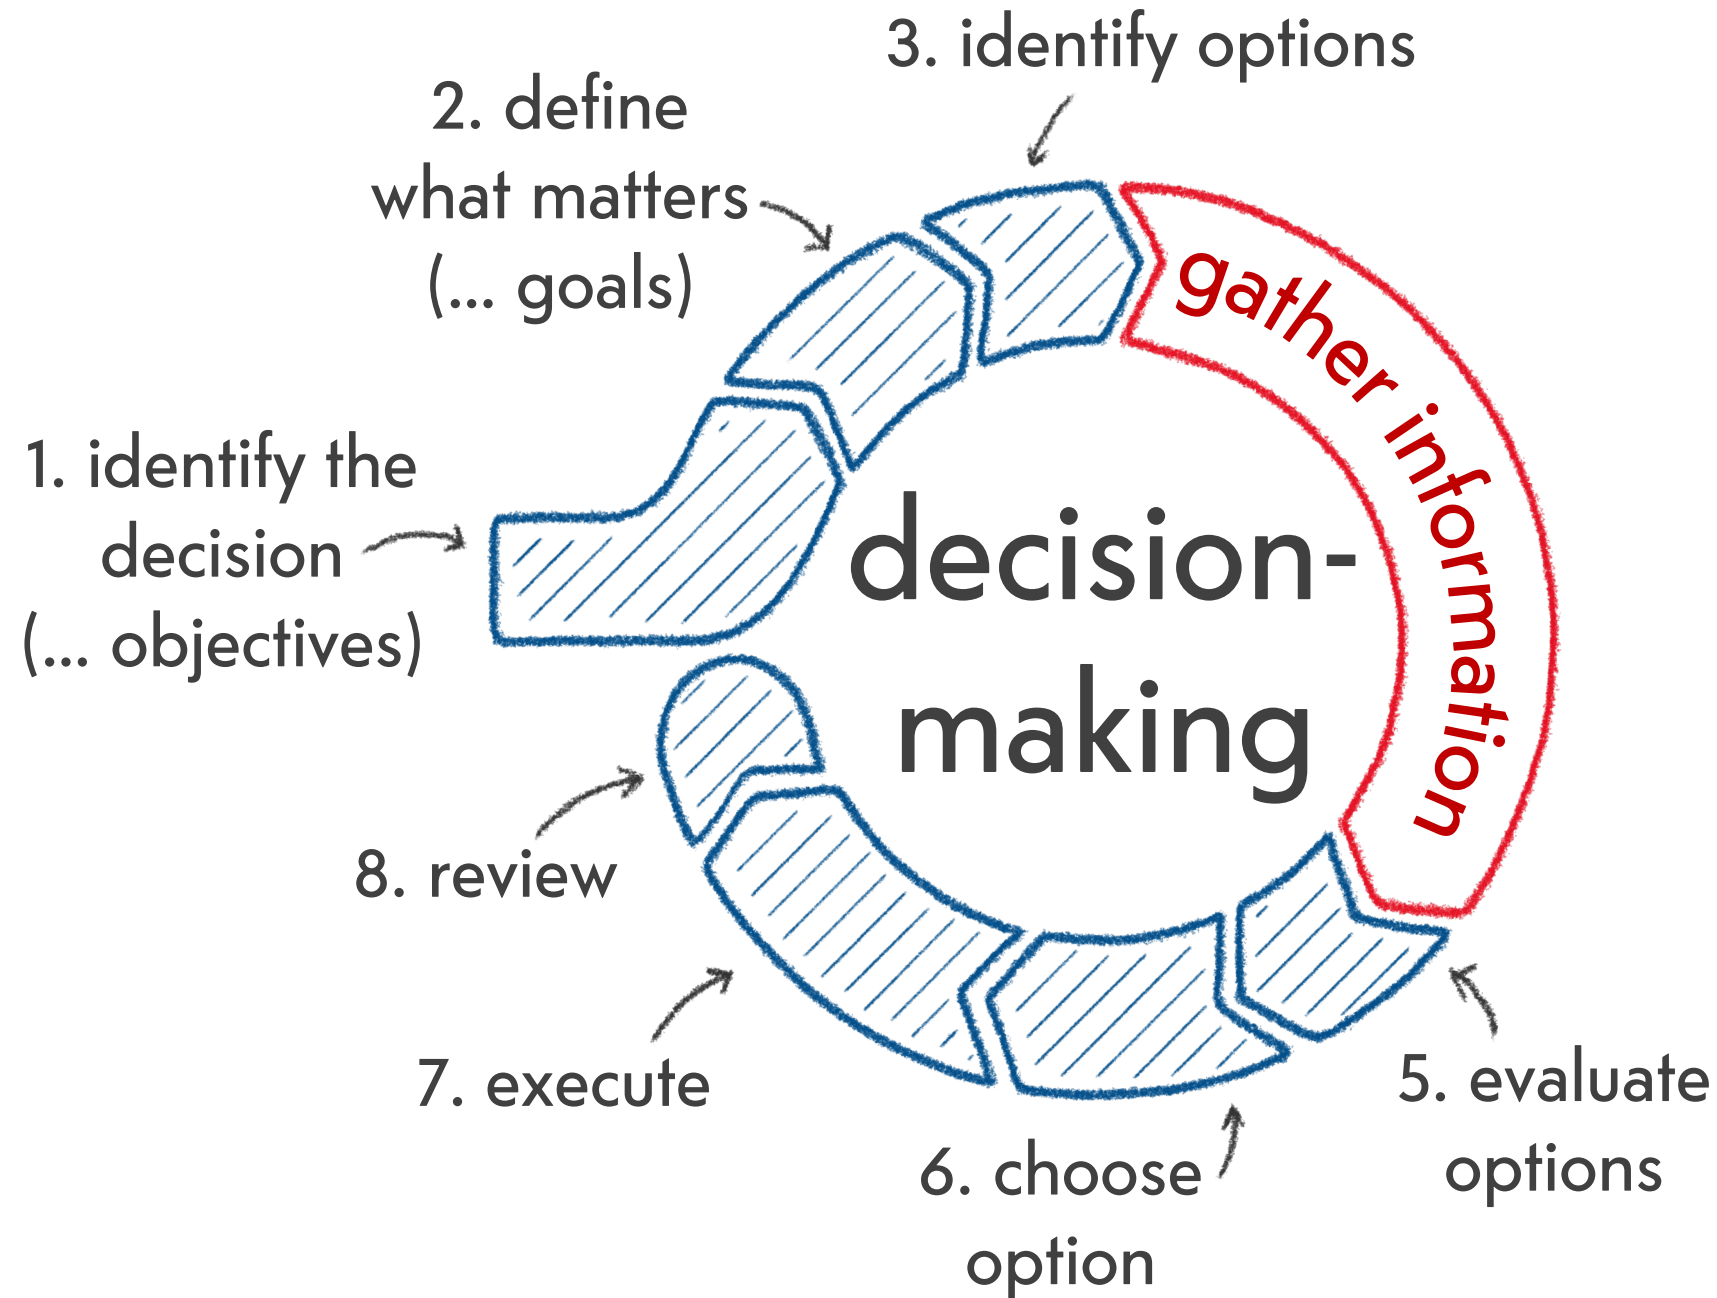 1. identify the
decision
(... objectives)
2. define
what matters
(... goals)
3. identify options
gather information
5. evaluate
options
6. choose
option
7. execute
8. review
decision-
making